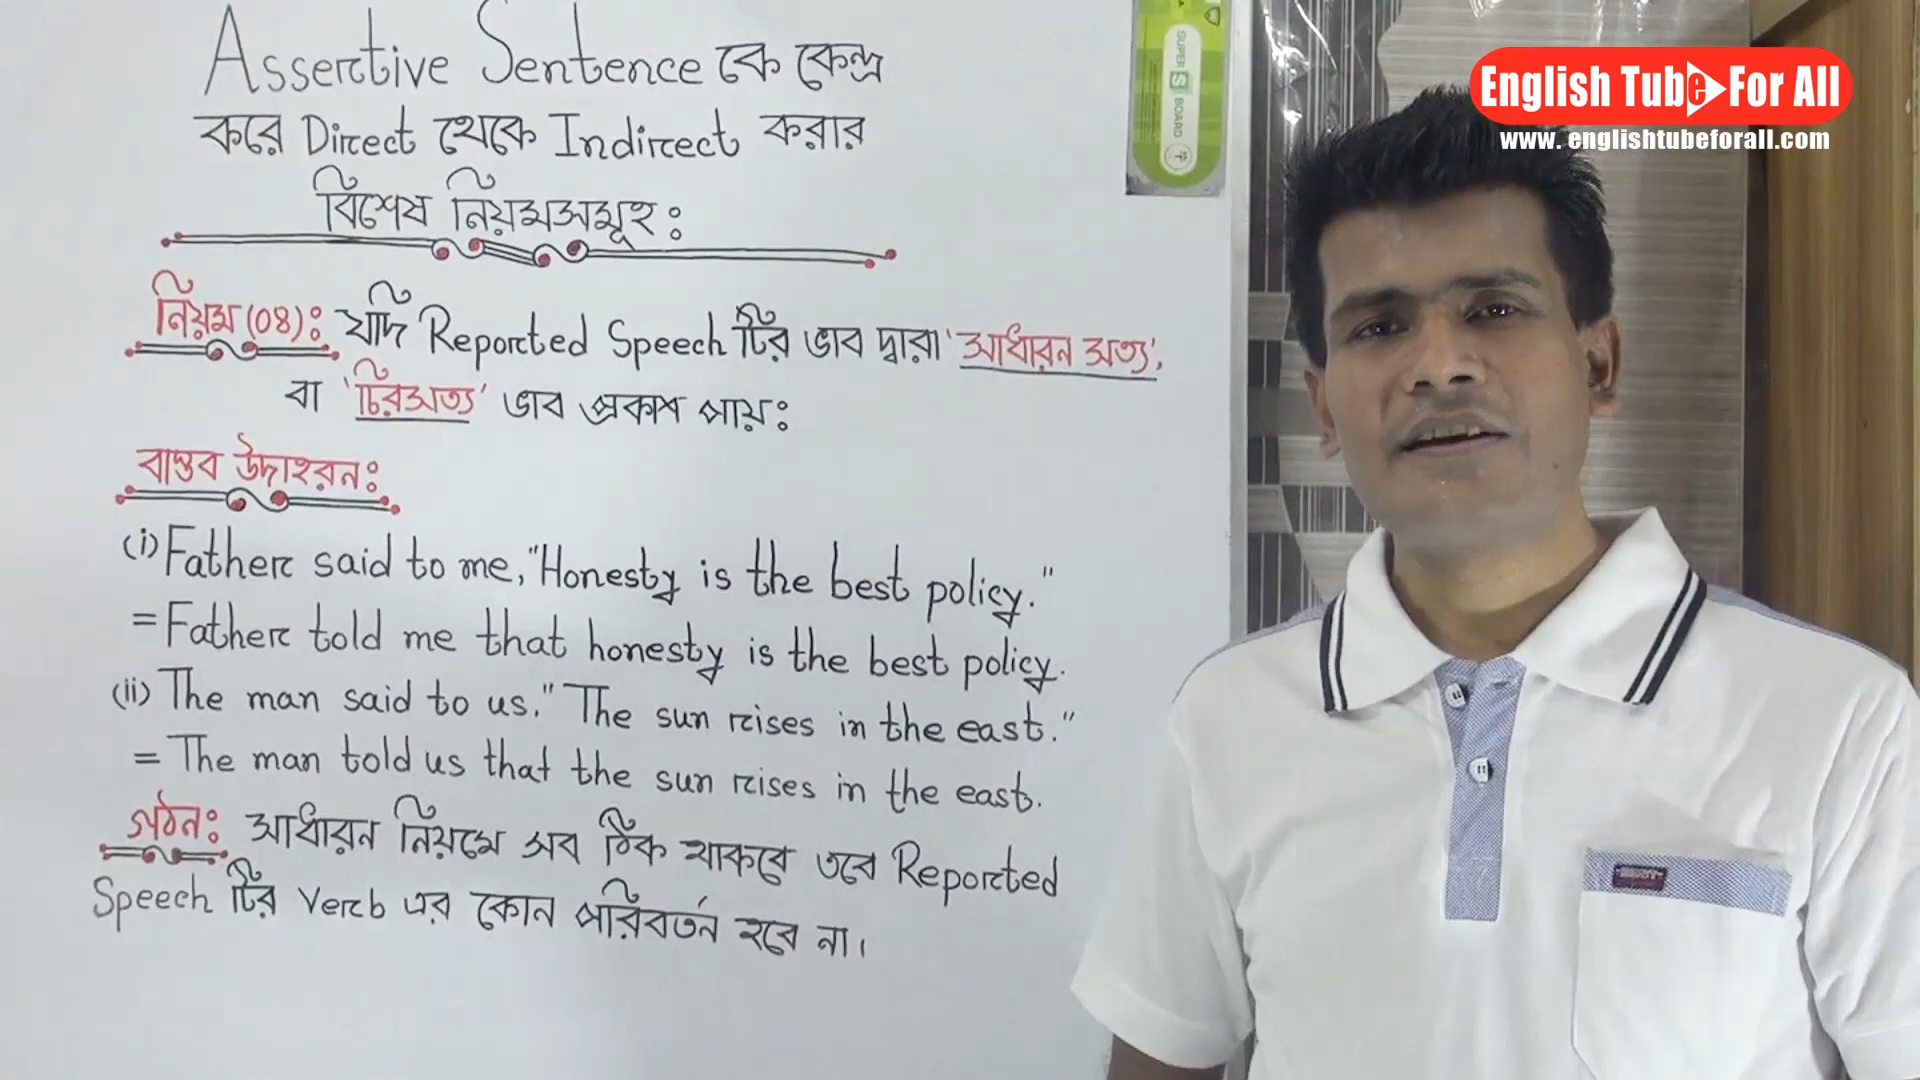 Assertive Sentence কে কেন্দ্র
করে Direct থেকে Indirect করার
বিশেষ নিয়মসমূহঃ
নিয়ম (০৪)ঃ যদি Reported Speech টির ভাব দ্বারা 'সাধারন সত্য',
বা 'চিরসত্য' ভাব প্রকাশ পায়ঃ
বাস্তব উদাহরনঃ
(i) Father said to me, "Honesty is the best policy."
= Father told me that honesty is the best policy.
(ii) The man said to us, "The sun rises in the east."
= The man told us that the sun rises in the east.
গঠনঃ সাধারন নিয়মে সব ঠিক থাকবে তবে Reported
Speech টির Verb এর কোন পরিবর্তন হবে না।
SUPER S BOARD
English Tube For All
www. englishtubeforall.com